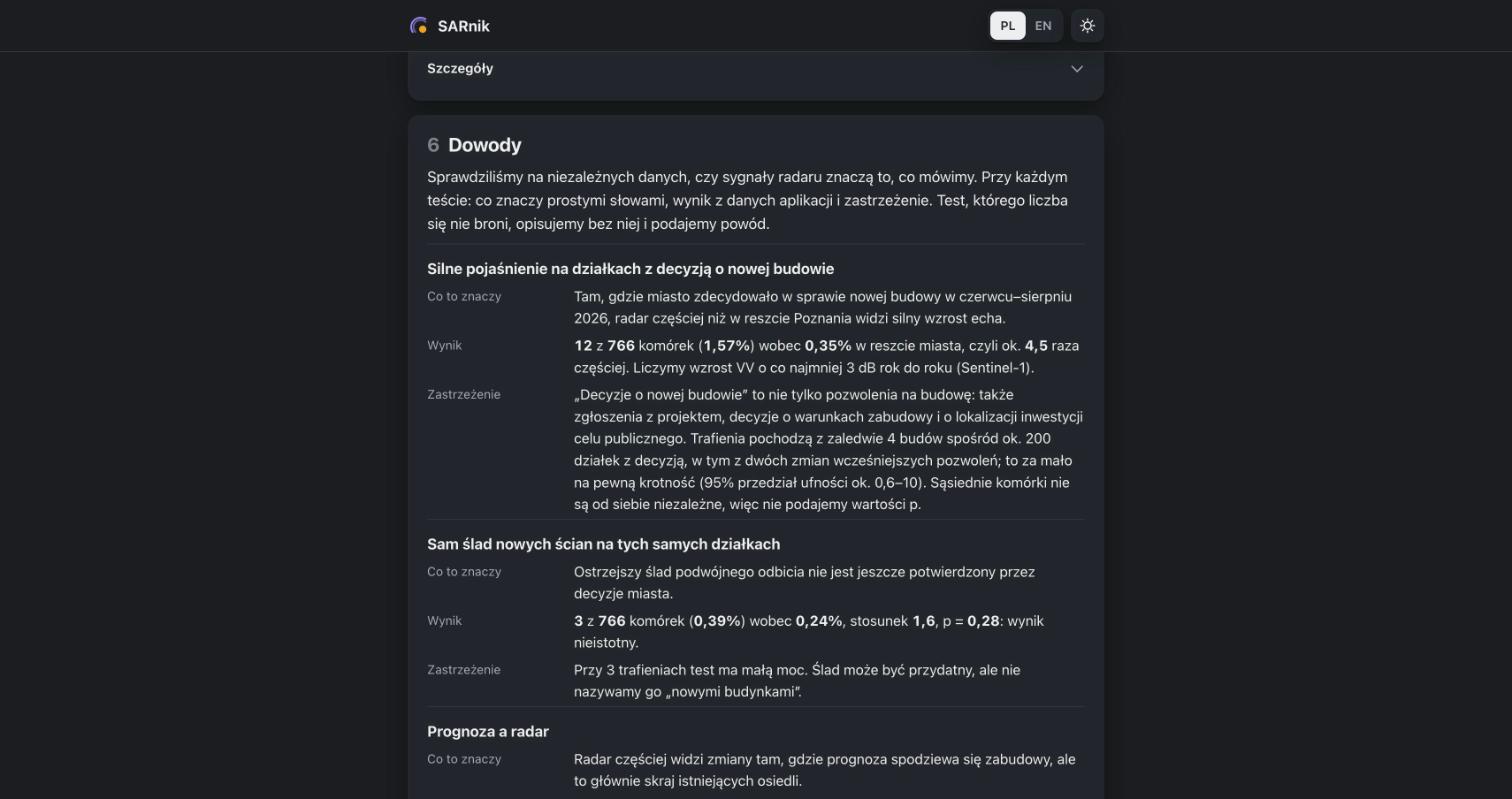 SARnik
PL EN
Szczegóły
6 Dowody
Sprawdziliśmy na niezależnych danych, czy sygnały radaru znaczą to, co mówimy. Przy każdym
teście: co znaczy prostymi słowami, wynik z danych aplikacji i zastrzeżenie. Test, którego liczba
się nie broni, opisujemy bez niej i podajemy powód.
Silne pojaśnienie na działkach z decyzją o nowej budowie
Co to znaczy
Tam, gdzie miasto zdecydowało w sprawie nowej budowy w czerwcu–sierpniu
2026, radar częściej niż w reszcie Poznania widzi silny wzrost echa.
Wynik
12 z 766 komórek (1,57%) wobec 0,35% w reszcie miasta, czyli ok. 4,5 raza
częściej. Liczymy wzrost VV o co najmniej 3 dB rok do roku (Sentinel-1).
Zastrzeżenie
„Decyzje o nowej budowie” to nie tylko pozwolenia na budowę: także
zgłoszenia z projektem, decyzje o warunkach zabudowy i o lokalizacji inwestycji
celu publicznego. Trafienia pochodzą z zaledwie 4 budów spośród ok. 200
działek z decyzją, w tym z dwóch zmian wcześniejszych pozwoleń; to za mało
na pewną krotność (95% przedział ufności ok. 0,6–10). Sąsiednie komórki nie
są od siebie niezależne, więc nie podajemy wartości p.
Sam ślad nowych ścian na tych samych działkach
Co to znaczy
Ostrzejszy ślad podwójnego odbicia nie jest jeszcze potwierdzony przez
decyzje miasta.
Wynik
3 z 766 komórek (0,39%) wobec 0,24%, stosunek 1,6, p = 0,28: wynik
nieistotny.
Zastrzeżenie
Przy 3 trafieniach test ma małą moc. Ślad może być przydatny, ale nie
nazywamy go „nowymi budynkami”.
Prognoza a radar
Co to znaczy
Radar częściej widzi zmiany tam, gdzie prognoza spodziewa się zabudowy, ale
to głównie skraj istniejących osiedli.